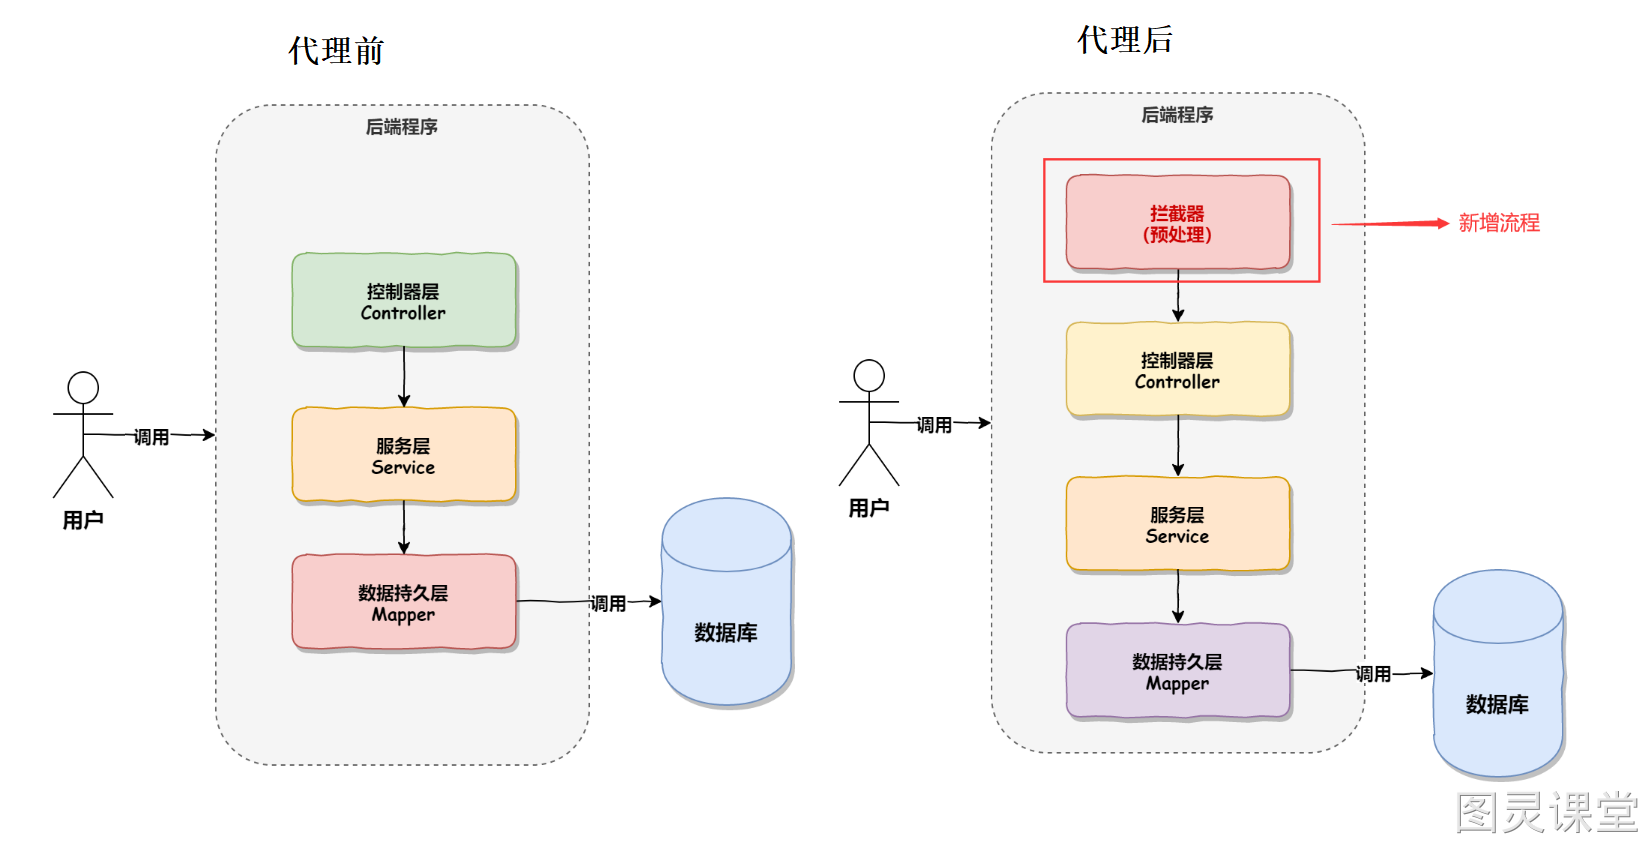 代理前
后端程序
控制器层
Controller
服务层
Service
数据持久层
Mapper
调用
用户
调用
数据库
代理后
后端程序
拦截器
(预处理)
新增流程
控制器层
Controller
服务层
Service
数据持久层
Mapper
调用
用户
调用
数据库
图灵课堂